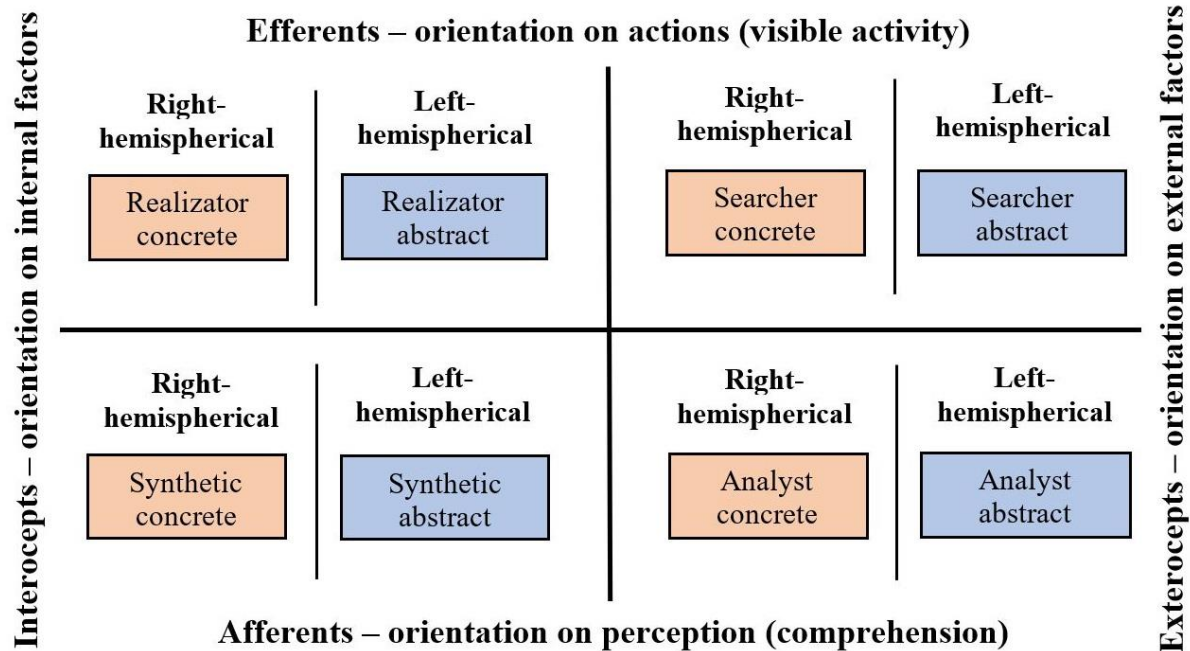 Efferents – orientation on actions (visible activity)
Interocepts – orientation on internal factors
Exterocepts – orientation on external factors
Right-
hemispherical
Left-
hemispherical
Right-
hemispherical
Left-
hemispherical
Realizator
concrete
Realizator
abstract
Searcher
concrete
Searcher
abstract
Right-
hemispherical
Left-
hemispherical
Right-
hemispherical
Left-
hemispherical
Synthetic
concrete
Synthetic
abstract
Analyst
concrete
Analyst
abstract
Afferents – orientation on perception (comprehension)